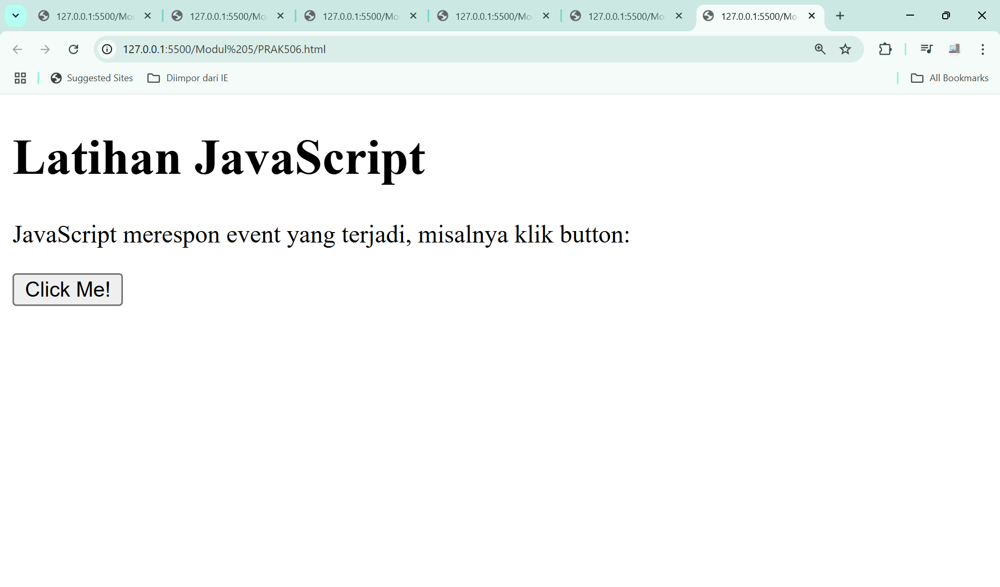 127.0.0.1:5500/Mo
127.0.0.1:5500/Mo
127.0.0.1:5500/Mo
127.0.0.1:5500/Mo
127.0.0.1:5500/Mo
127.0.0.1:5500/Mo
127.0.0.1:5500/Modul%205/PRAK506.html
Suggested Sites Diimpor dari IE All Bookmarks
Latihan JavaScript
JavaScript merespon event yang terjadi, misalnya klik button:
Click Me!